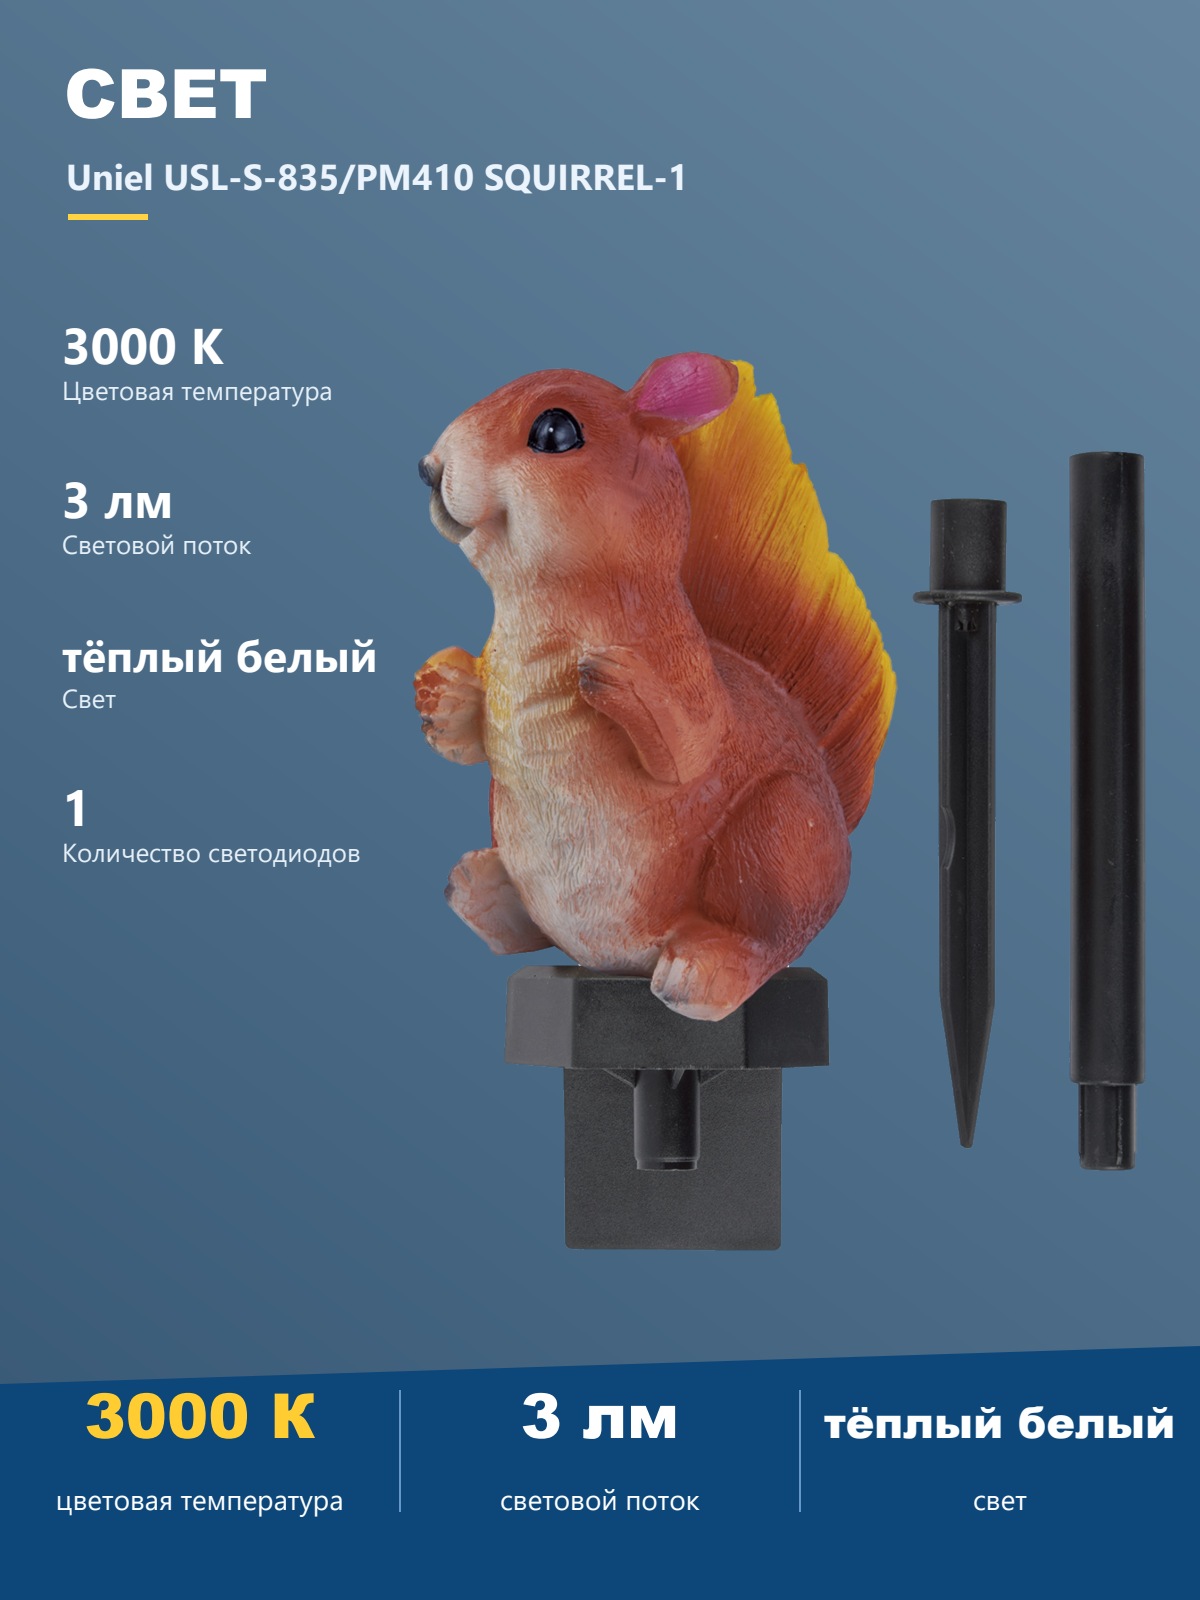 СВЕТ
Uniel USL-S-835/PM410 SQUIRREL-1
3000 К
Цветовая температура
3 лм
Световой поток
тёплый белый
Свет
1
Количество светодиодов
3000 К
цветовая температура
3 лм
световой поток
тёплый белый
свет